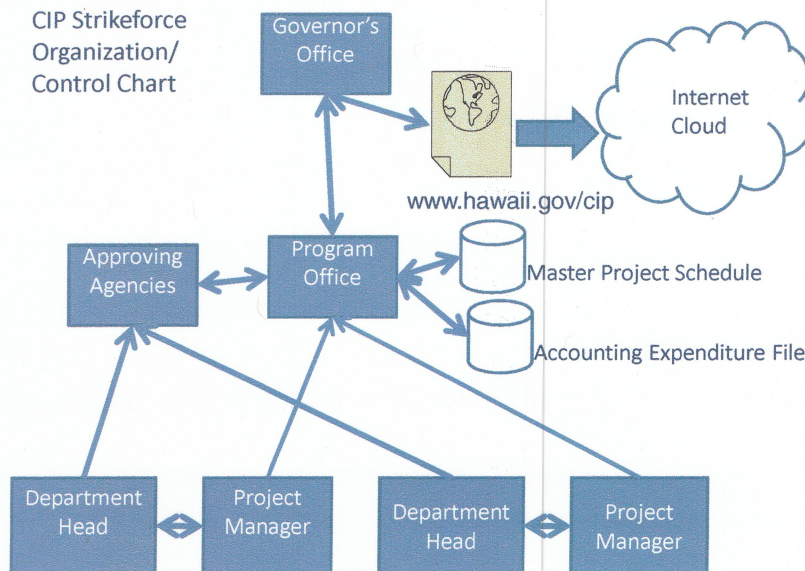 CIP Strikeforce
Organization/
Control Chart
Governor's
Office
Internet
Cloud
www.hawaii.gov/cip
Approving
Agencies
Program
Office
Master Project Schedule
Accounting Expenditure File
Department
Head
Project
Manager
Department
Head
Project
Manager